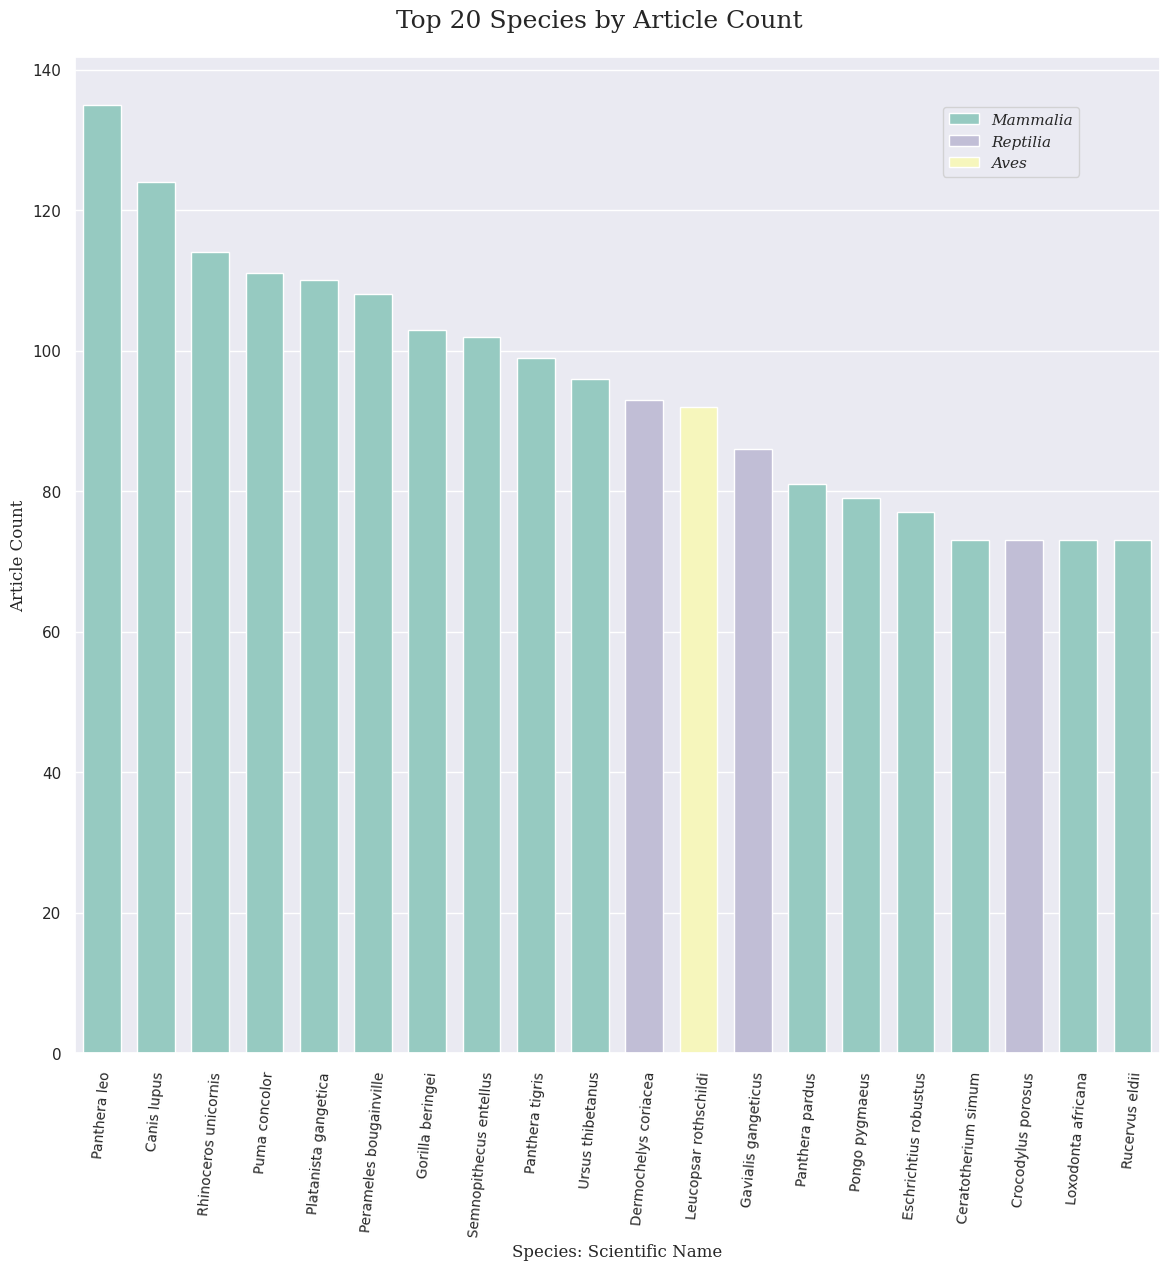 Top 20 Species by Article Count
140
120
100
80
60
40
20
0
Article Count
Mammalia
Reptilia
Aves
Panthera leo
Canis lupus
Rhinoceros unicornis
Puma concolor
Platanista gangetica
Perameles bougainville
Gorilla beringei
Semnopithecus entellus
Panthera tigris
Ursus thibetanus
Dermochelys coriacea
Leucopsar rothschildi
Gavialis gangeticus
Panthera pardus
Pongo pygmaeus
Eschrichtius robustus
Ceratotherium simum
Crocodylus porosus
Loxodonta africana
Rucervus eldii
Species: Scientific Name